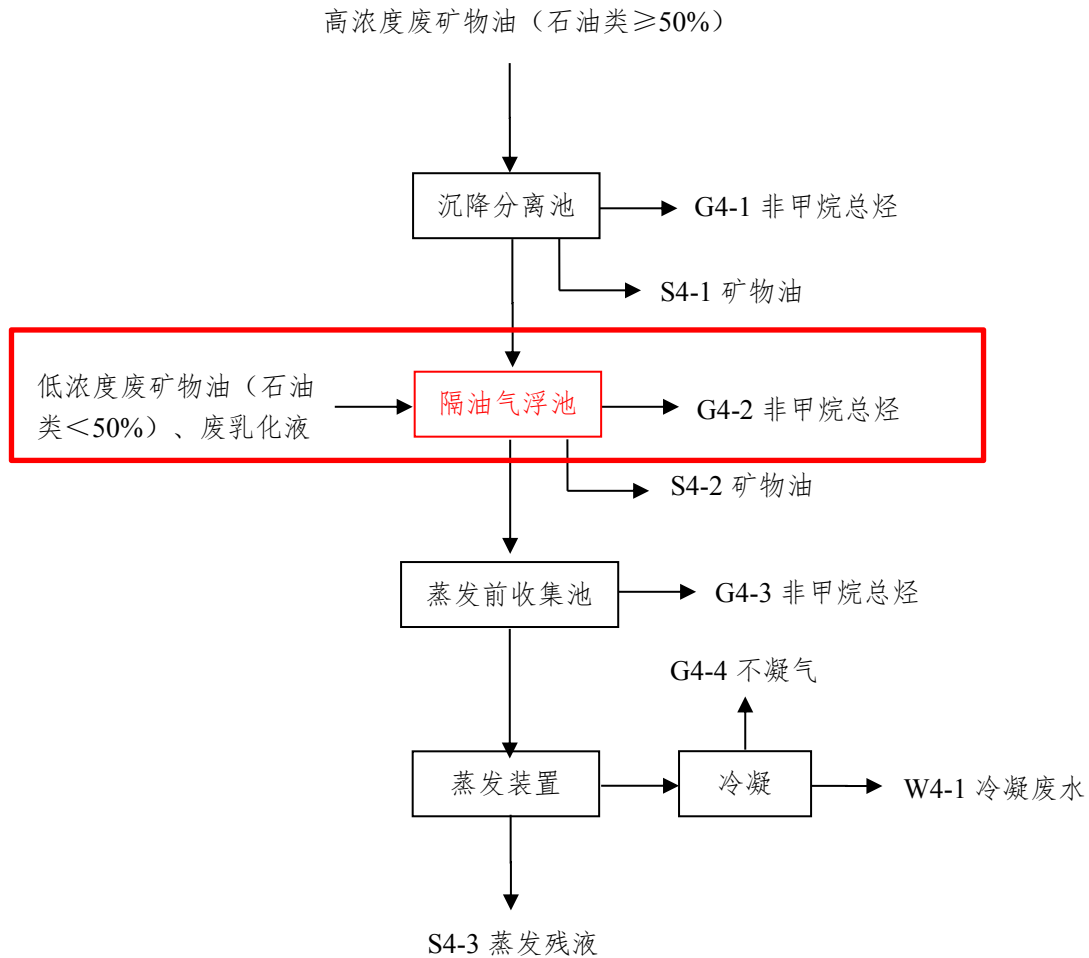 高浓度废矿物油（石油类≥50%）
沉降分离池
G4-1 非甲烷总烃
S4-1 矿物油
低浓度废矿物油（石油
类＜50%）、废乳化液
隔油气浮池
G4-2 非甲烷总烃
S4-2 矿物油
蒸发前收集池
G4-3 非甲烷总烃
G4-4 不凝气
蒸发装置
冷凝
W4-1 冷凝废水
S4-3 蒸发残液